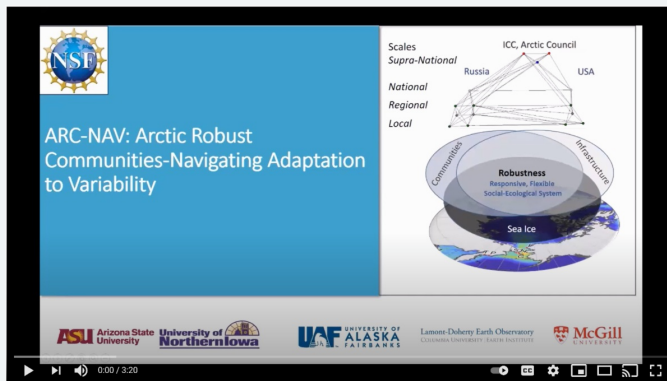 NSF
ARC-NAV: Arctic Robust
Communities-Navigating Adaptation
to Variability
Scales
Supra-National
National
Regional
Local
ICC, Arctic Council
Russia
USA
Communities
Infrastructure
Robustness
Responsive, Flexible
Social-Ecological System
Sea Ice
ASU Arizona State
University
University of
Northern Iowa
UAF UNIVERSITY OF
ALASKA
FAIRBANKS
Lamont-Doherty Earth Observatory
COLUMBIA UNIVERSITY | EARTH INSTITUTE
McGill
UNIVERSITY
0:00 / 3:20
CC